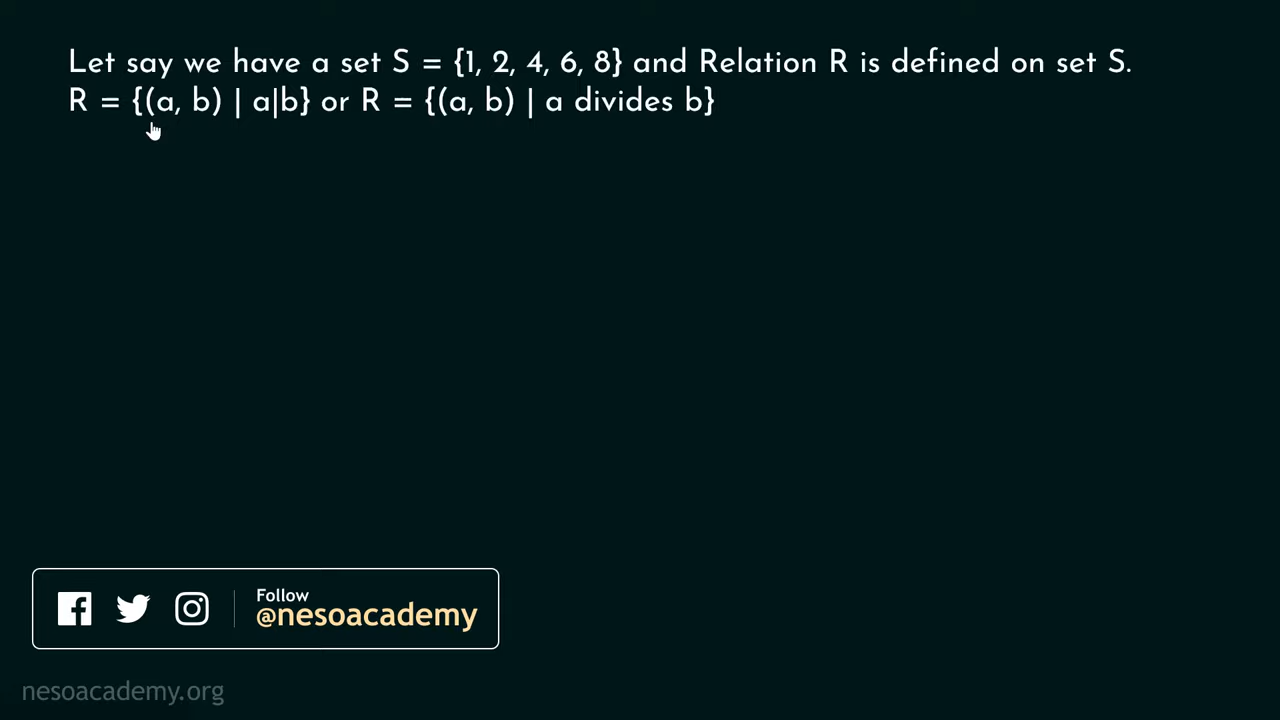 Let say we have a set S = {1, 2, 4, 6, 8} and Relation R is defined on set S.
R = {(a, b) | a|b} or R = {(a, b) | a divides b}
Follow
@nesoacademy
nesoacademy.org